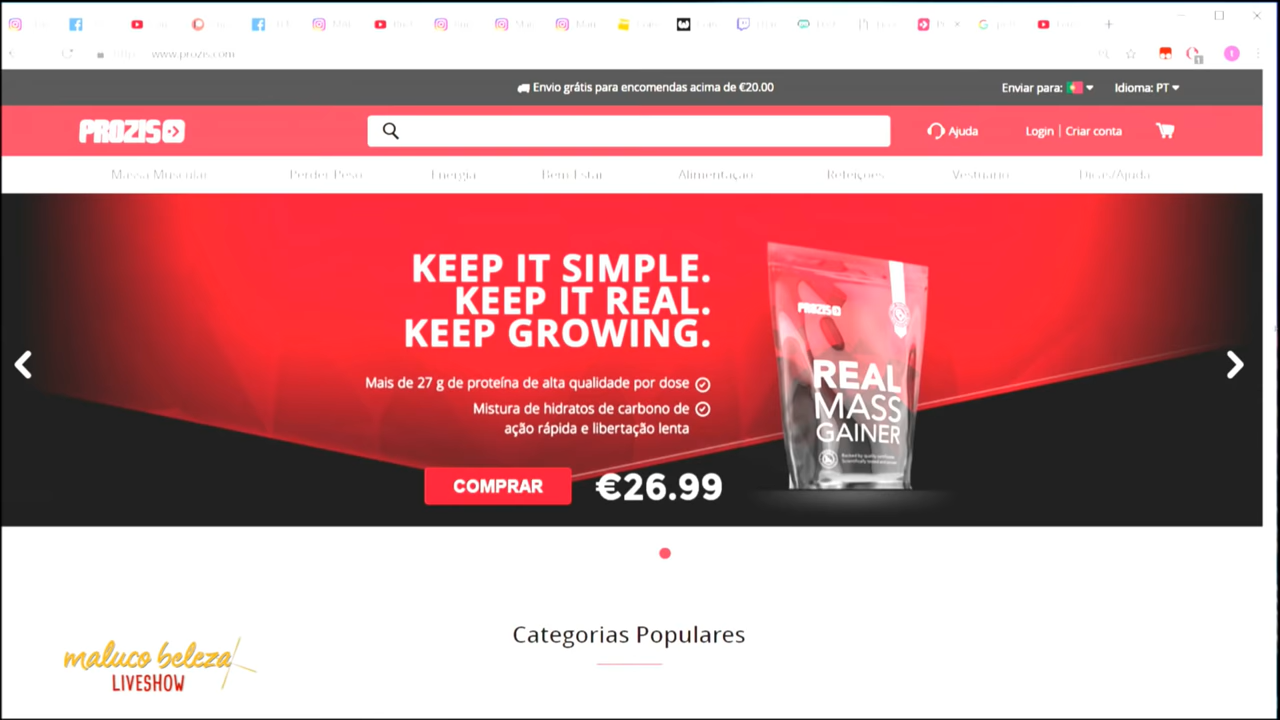 www.prozis.com
Envio grátis para encomendas acima de €20.00
Enviar para:
Idioma: PT
PROZIS
Ajuda
Login | Criar conta
Massa Muscular
Perder Peso
Energia
Bem-Estar
Alimentação
Refeições
Vestuário
Dicas/Ajuda
KEEP IT SIMPLE.
KEEP IT REAL.
KEEP GROWING.
Mais de 27 g de proteína de alta qualidade por dose
Mistura de hidratos de carbono de
ação rápida e libertação lenta
COMPRAR
€26.99
PROZIS
REAL
MASS
GAINER
Categorias Populares
maluco beleza
LIVESHOW